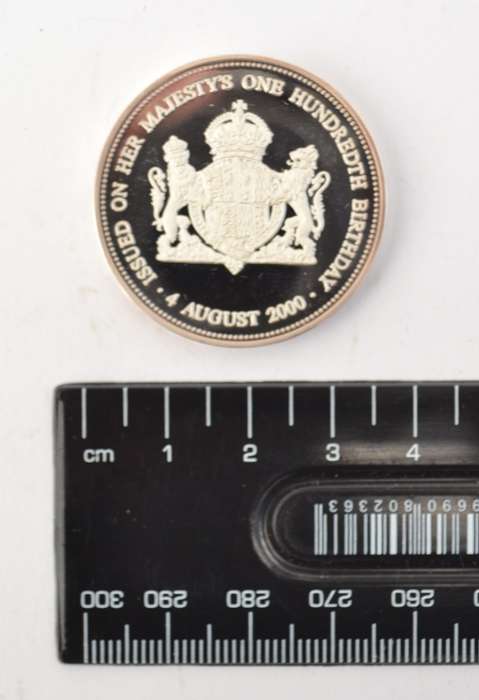 ISSUED ON HER MAJESTY'S ONE HUNDREDTH BIRTHDAY
· 4 AUGUST 2000 ·
cm 1 2 3 4
9690802363
300 290 280 270 260